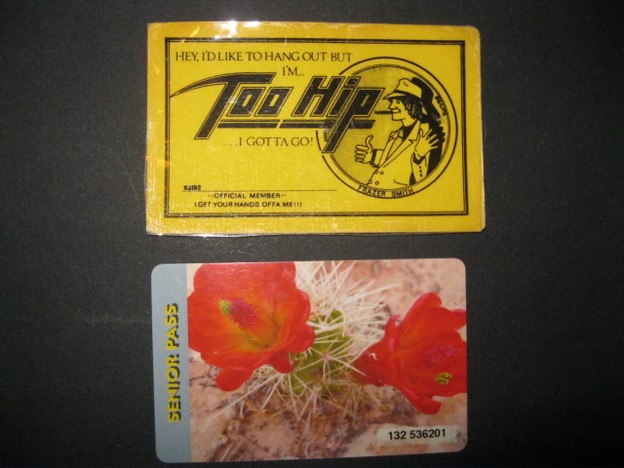 HEY, I'D LIKE TO HANG OUT BUT
I'M...
Too Hip
...I GOTTA GO!
FRAZER SMITH
NAME
--OFFICIAL MEMBER--
(GET YOUR HANDS OFFA ME!!)
SENIOR PASS
132 536201